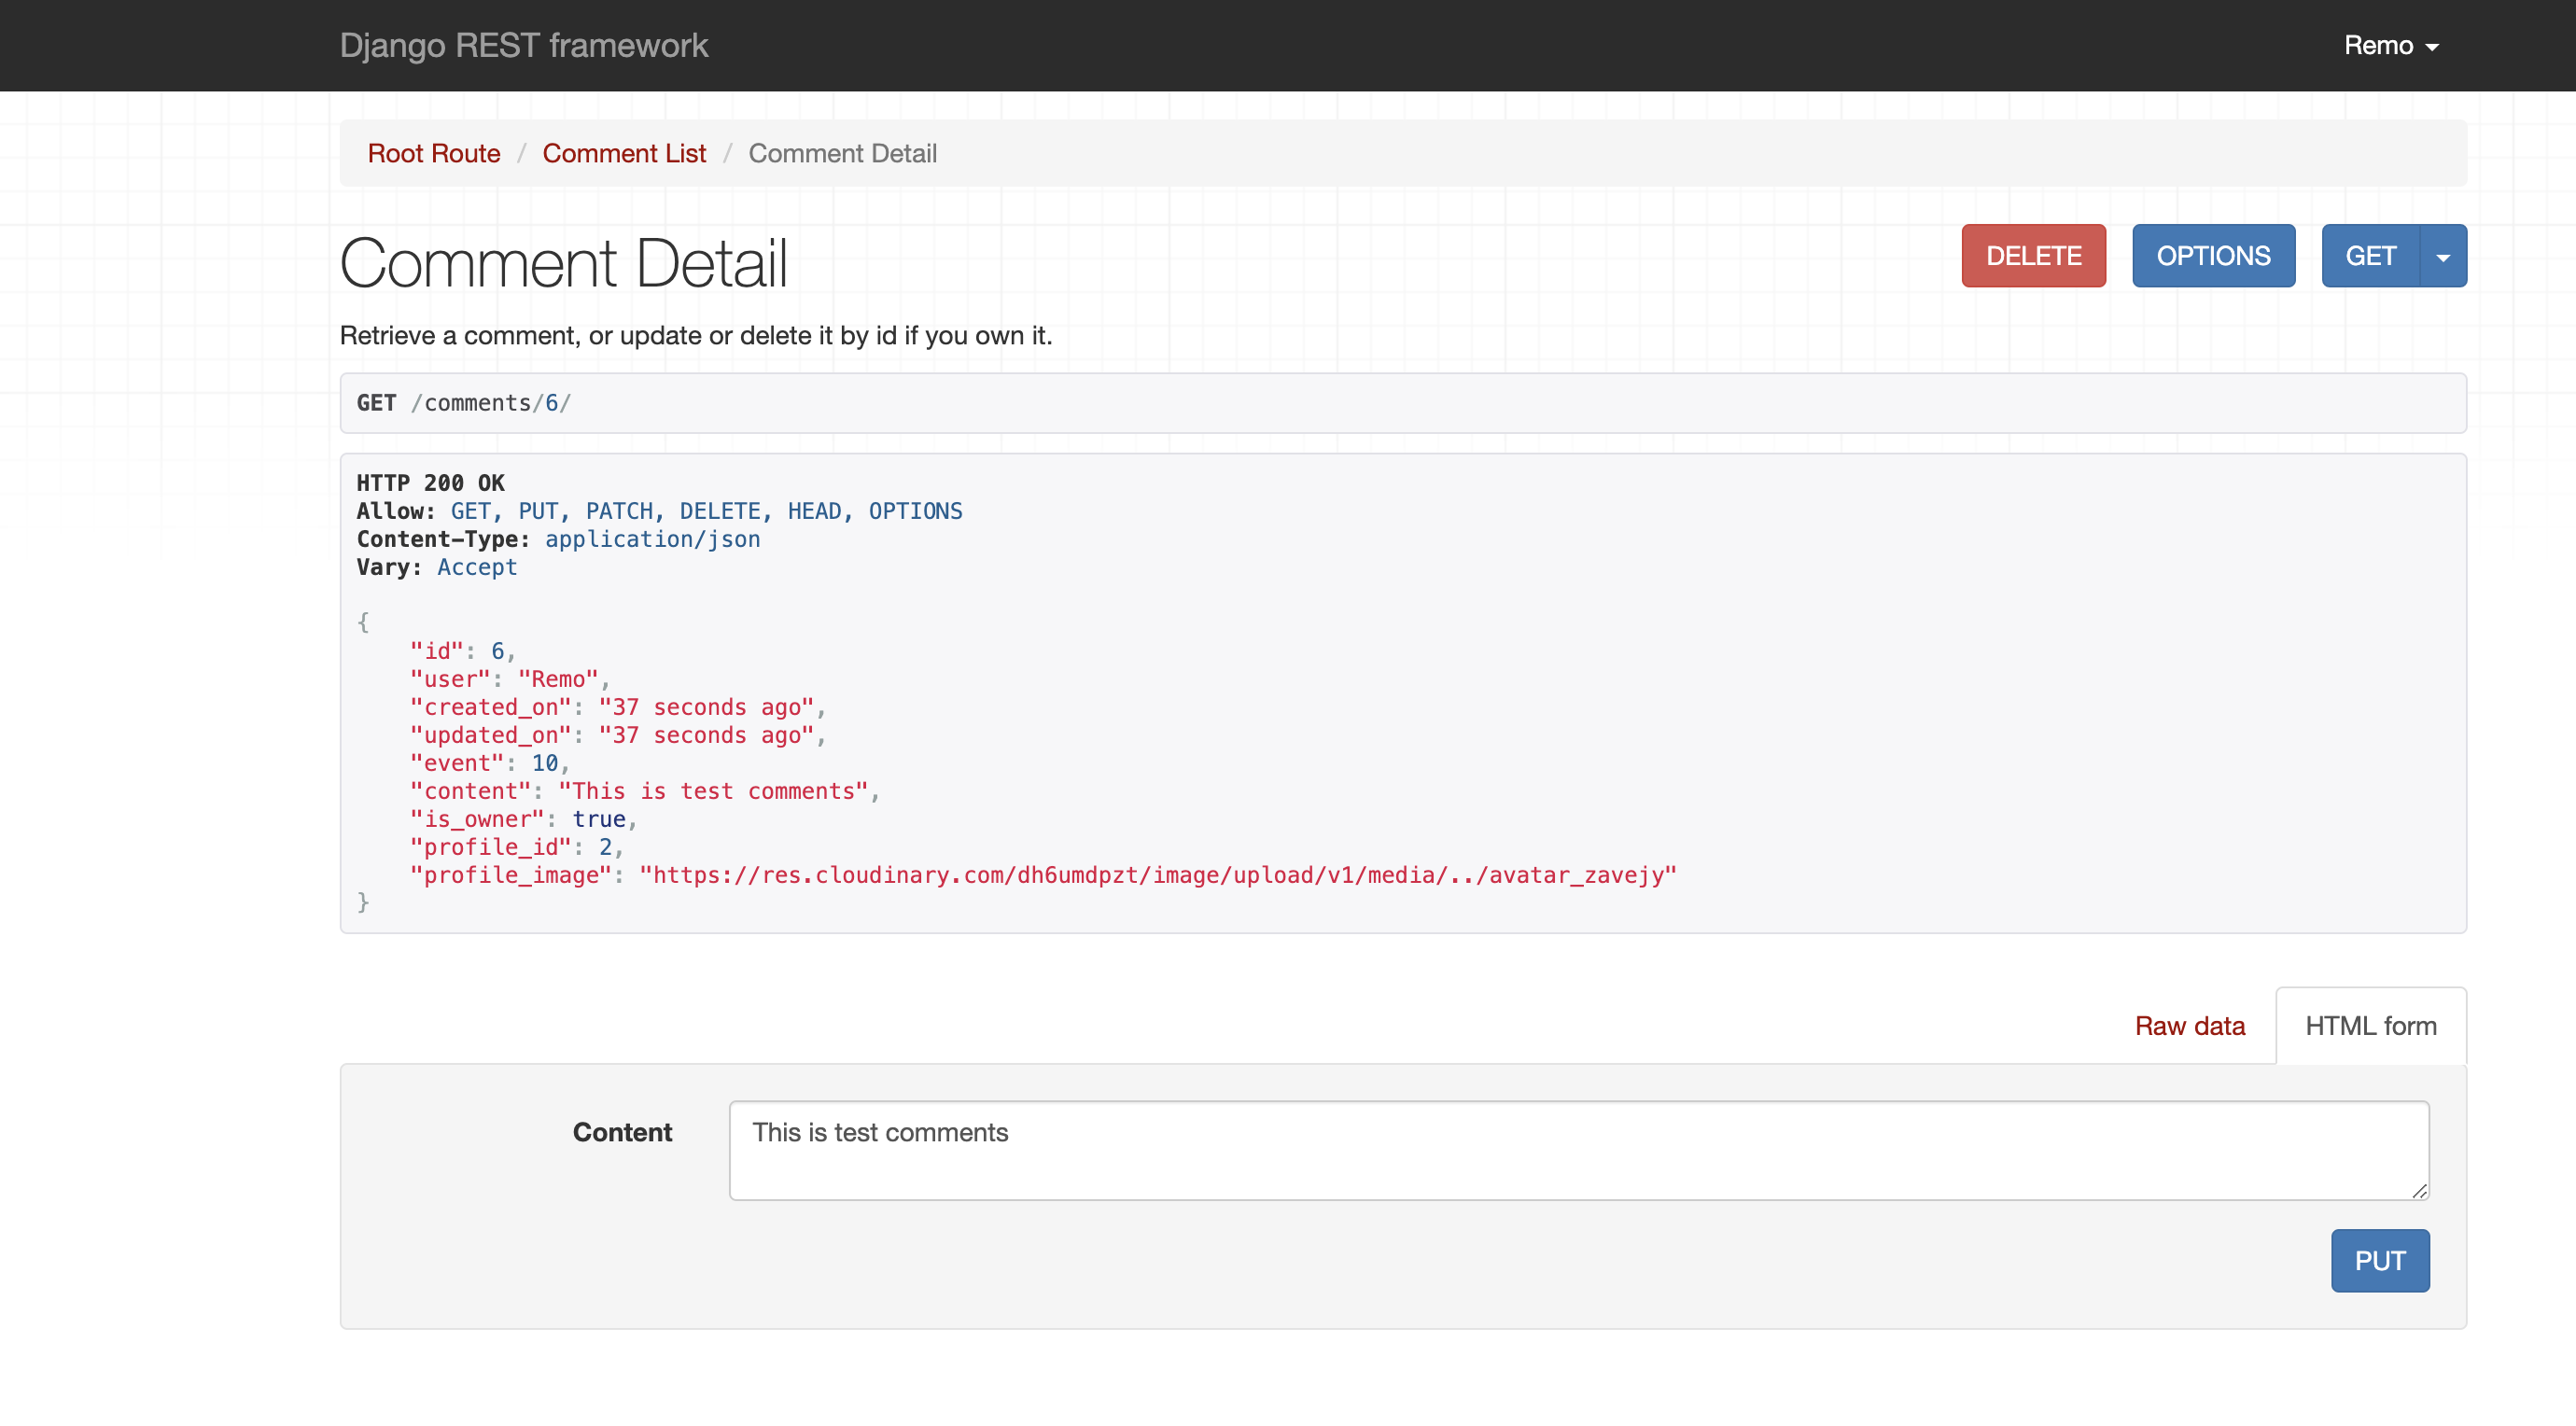 Django REST framework
Remo
Root Route / Comment List / Comment Detail
Comment Detail
DELETE
OPTIONS
GET
Retrieve a comment, or update or delete it by id if you own it.
GET /comments/6/
HTTP 200 OK
Allow: GET, PUT, PATCH, DELETE, HEAD, OPTIONS
Content-Type: application/json
Vary: Accept
{
    "id": 6,
    "user": "Remo",
    "created_on": "37 seconds ago",
    "updated_on": "37 seconds ago",
    "event": 10,
    "content": "This is test comments",
    "is_owner": true,
    "profile_id": 2,
    "profile_image": "https://res.cloudinary.com/dh6umdpzt/image/upload/v1/media/../avatar_zavejy"
}
Raw data
HTML form
Content
This is test comments
PUT